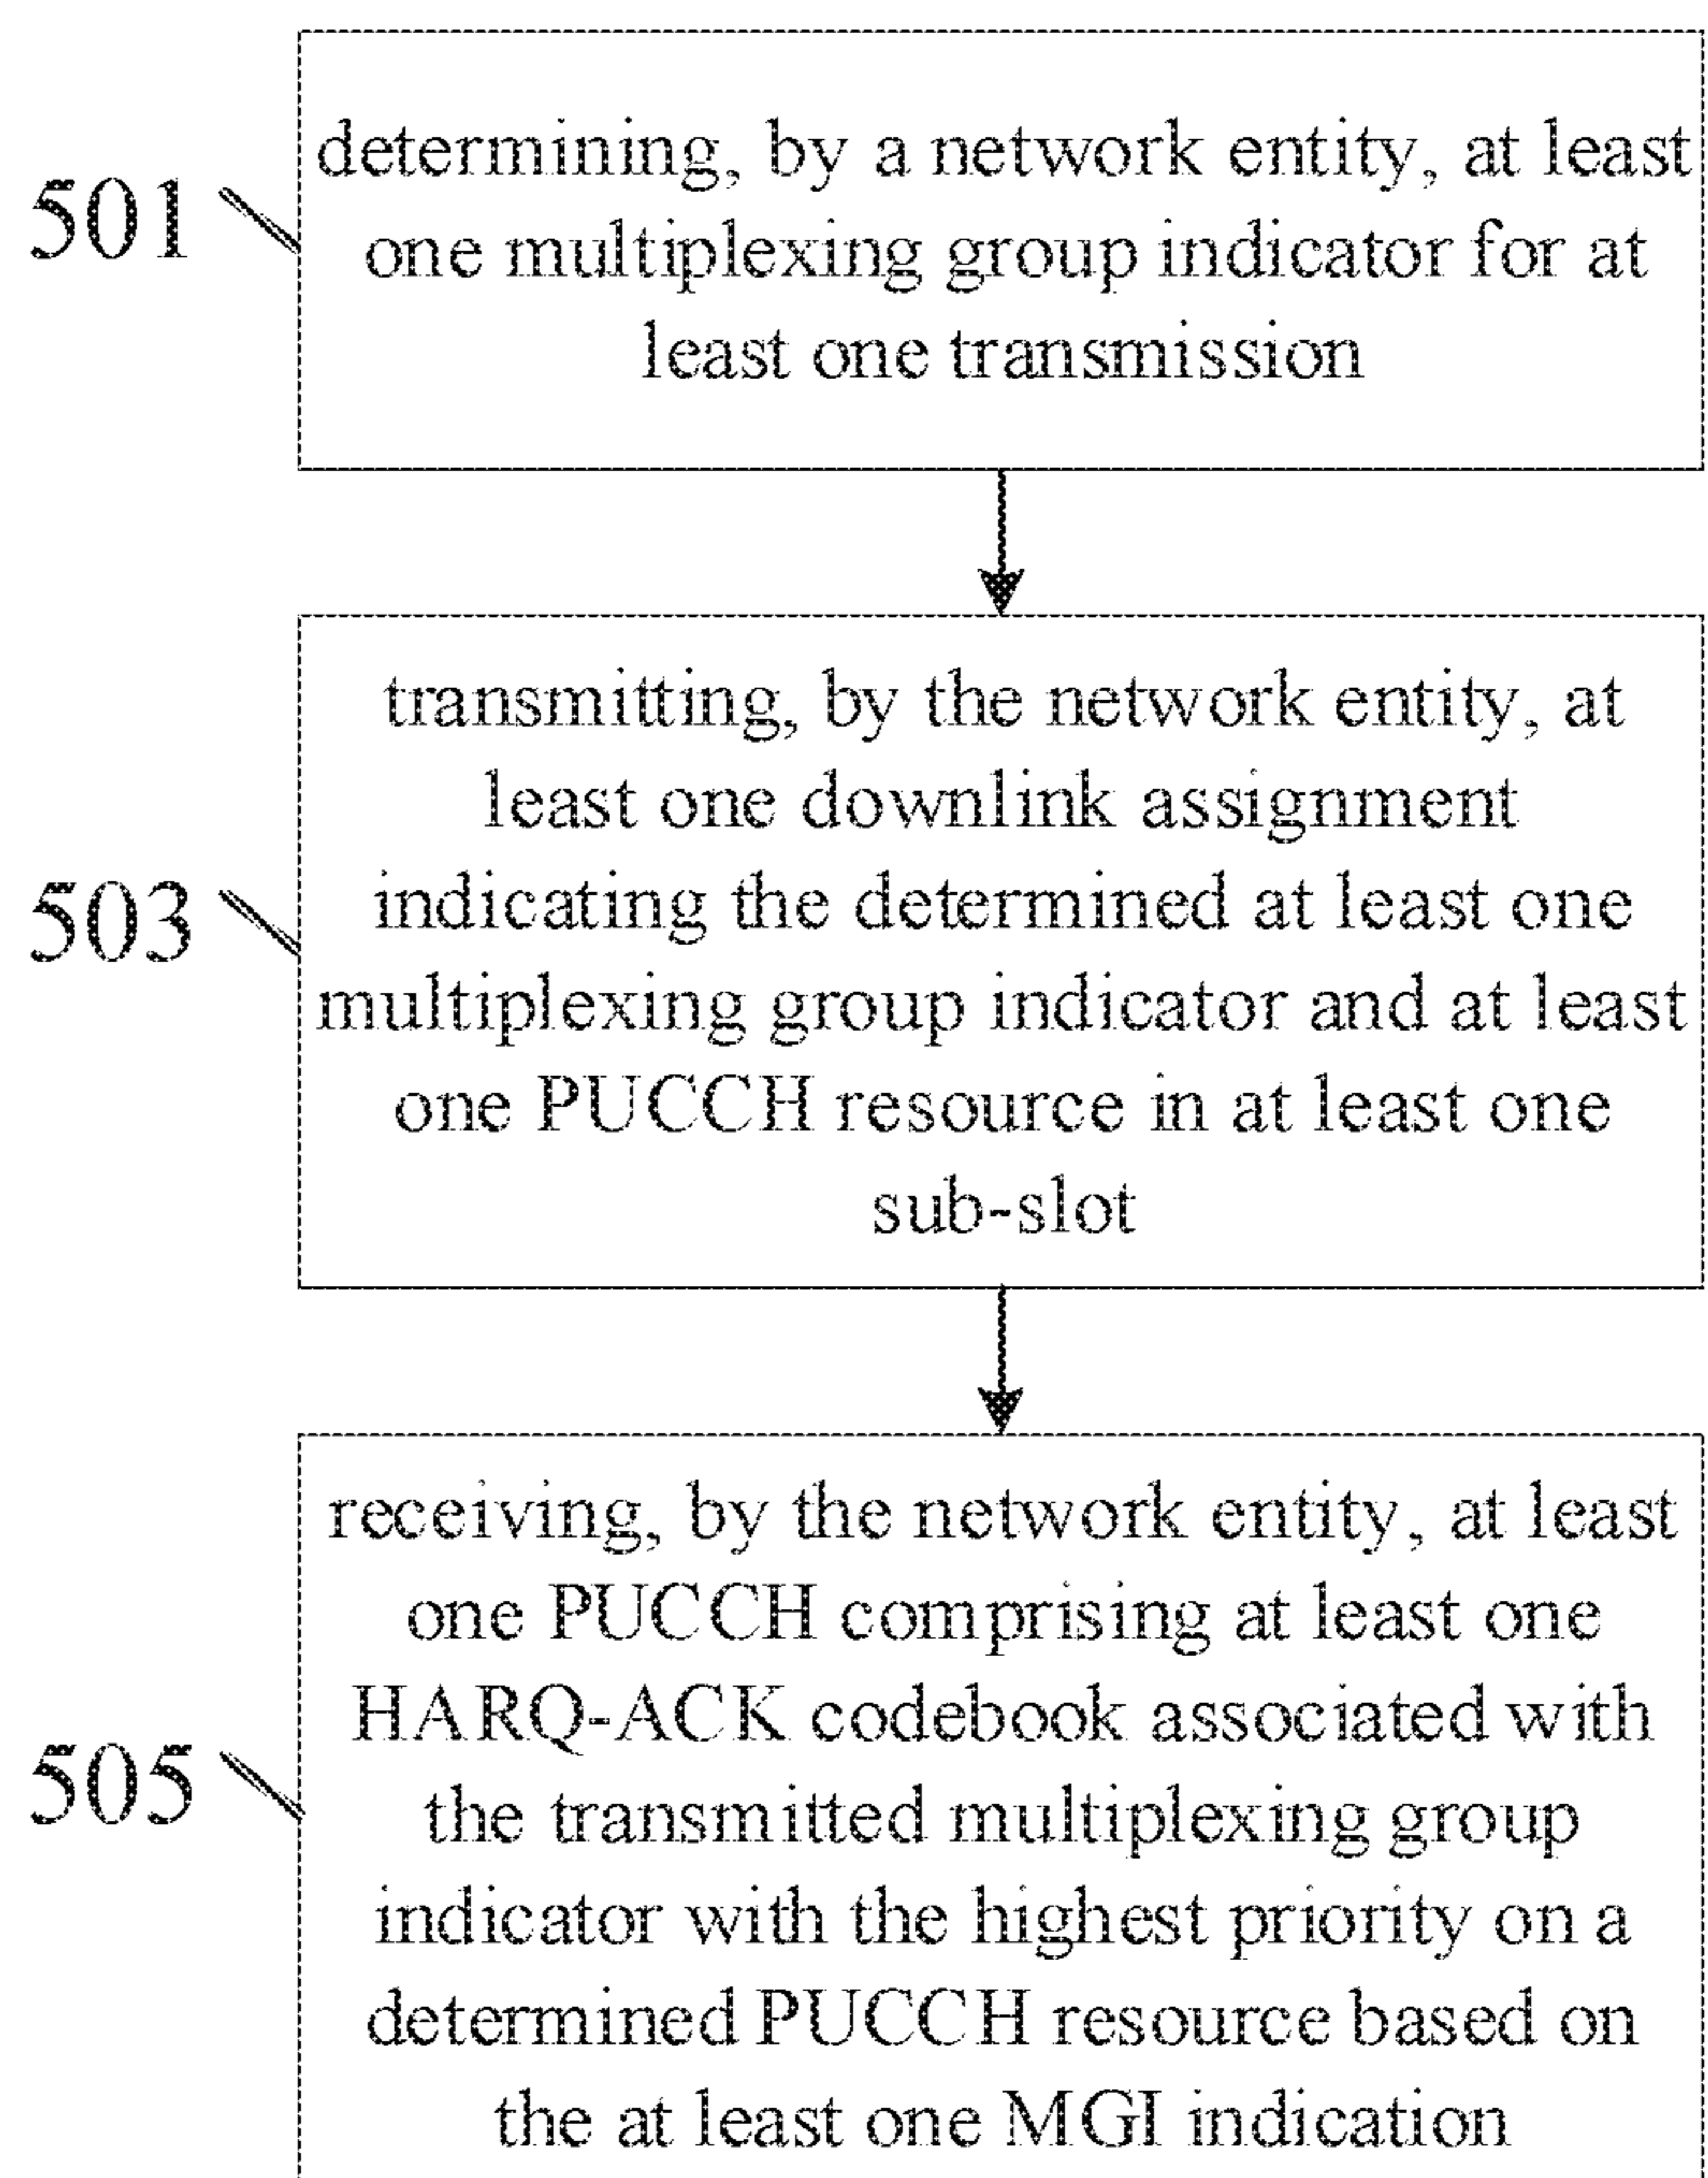 501
determining, by a network entity, at least
one multiplexing group indicator for at
least one transmission
503
transmitting, by the network entity, at
least one downlink assignment
indicating the determined at least one
multiplexing group indicator and at least
one PUCCH resource in at least one
sub-slot
505
receiving, by the network entity, at least
one PUCCH comprising at least one
HARQ-ACK codebook associated with
the transmitted multiplexing group
indicator with the highest priority on a
determined PUCCH resource based on
the at least one MGI indication